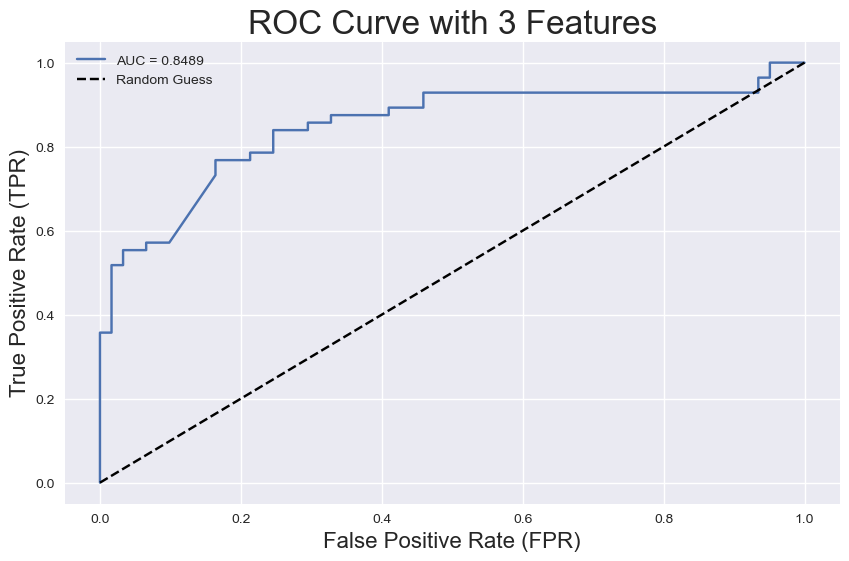 ROC Curve with 3 Features
AUC = 0.8489
Random Guess
True Positive Rate (TPR)
1.0
0.8
0.6
0.4
0.2
0.0
0.0 0.2 0.4 0.6 0.8 1.0
False Positive Rate (FPR)